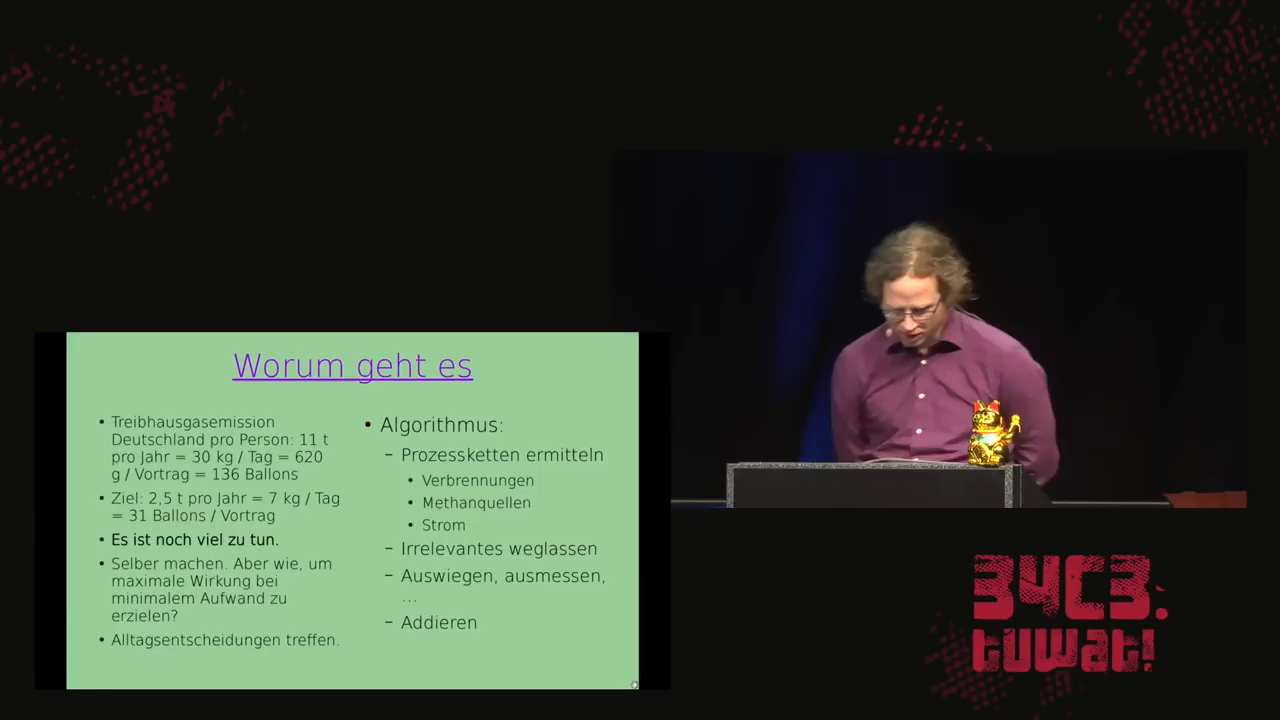 Worum geht es
• Treibhausgasemission
Deutschland pro Person: 11 t
pro Jahr = 30 kg / Tag = 620
g / Vortrag = 136 Ballons
• Ziel: 2,5 t pro Jahr = 7 kg / Tag
= 31 Ballons / Vortrag
• Es ist noch viel zu tun.
• Selber machen. Aber wie, um
maximale Wirkung bei
minimalem Aufwand zu
erzielen?
• Alltagsentscheidungen treffen.
• Algorithmus:
– Prozessketten ermitteln
• Verbrennungen
• Methanquellen
• Strom
– Irrelevantes weglassen
– Auswiegen, ausmessen,
...
– Addieren
34C3.
tuwat!